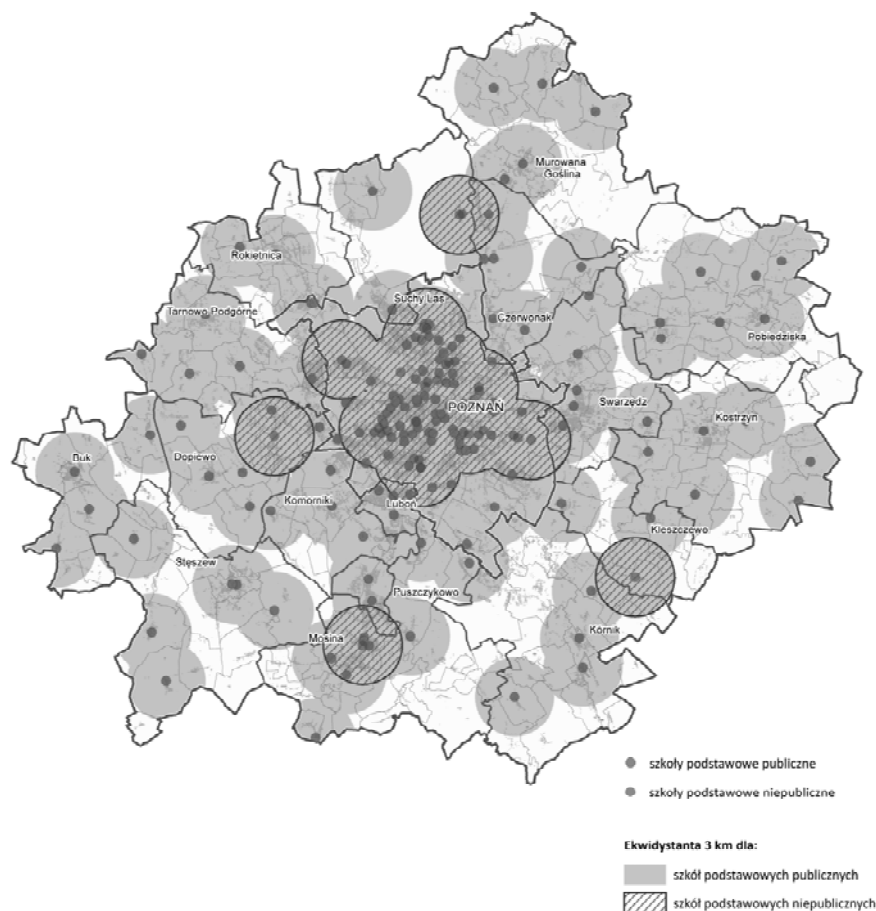 Murowana
Goślina
Rokietnica
Suchy Las
Tarnowo Podgórne
Czerwonak
Pobiedziska
POZNAŃ
Swarzędz
Kostrzyn
Buk
Dopiewo
Komorniki
Luboń
Kleszczewo
Stęszew
Puszczykowo
Mosina
Kórnik
szkoły podstawowe publiczne
szkoły podstawowe niepubliczne
Ekwidystanta 3 km dla:
szkół podstawowych publicznych
szkół podstawowych niepublicznych